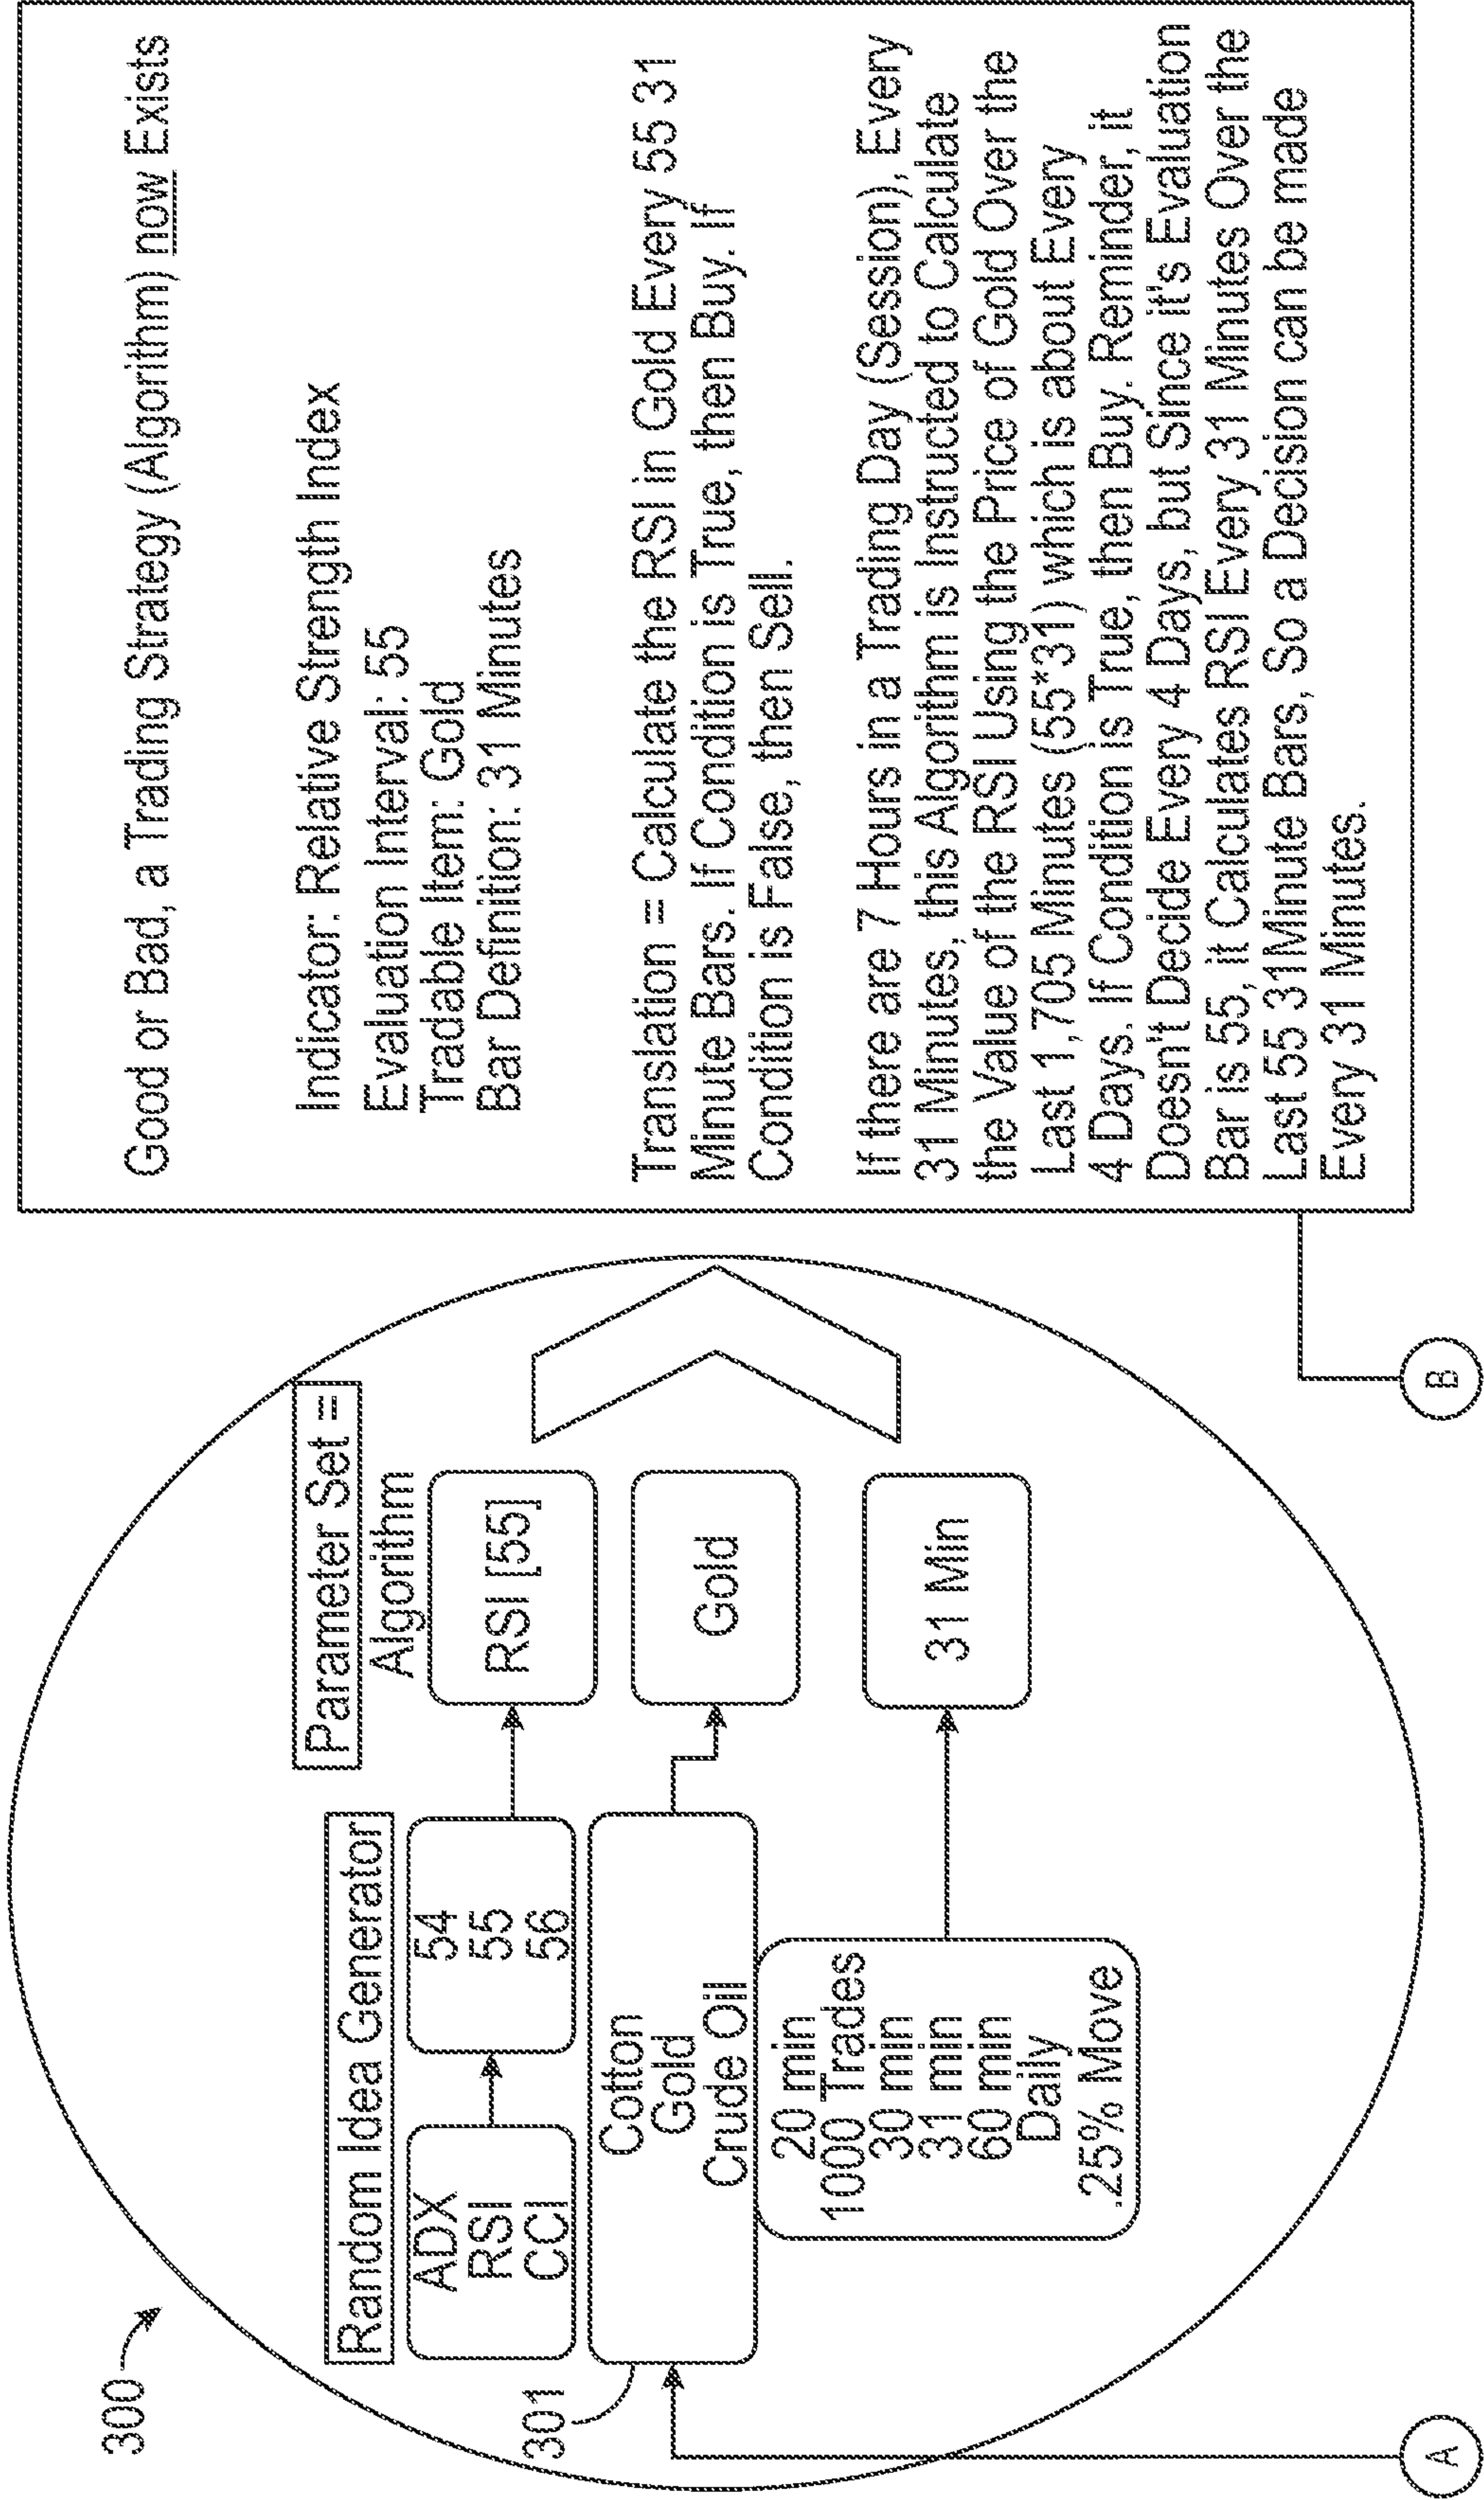 300
Random Idea Generator
ADX
RSI
CCI
54
55
56
301
Cotton
Gold
Crude Oil
20 min
1000 Trades
30 min
31 min
60 min
Daily
.25% Move
Parameter Set =
Algorithm
RSI [55]
Gold
31 Min
A
B
Good or Bad, a Trading Strategy (Algorithm) now Exists
Indicator: Relative Strength Index
Evaluation Interval: 55
Tradable Item: Gold
Bar Definition: 31 Minutes
Translation = Calculate the RSI in Gold Every 55 31
Minute Bars. If Condition is True, then Buy. If
Condition is False, then Sell.
If there are 7 Hours in a Trading Day (Session), Every
31 Minutes, this Algorithm is Instructed to Calculate
the Value of the RSI Using the Price of Gold Over the
Last 1,705 Minutes (55*31) which is about Every
4 Days. If Condition is True, then Buy. Reminder, it
Doesn't Decide Every 4 Days, but Since it's Evaluation
Bar is 55, it Calculates RSI Every 31 Minutes Over the
Last 55 31Minute Bars, So a Decision can be made
Every 31 Minutes.